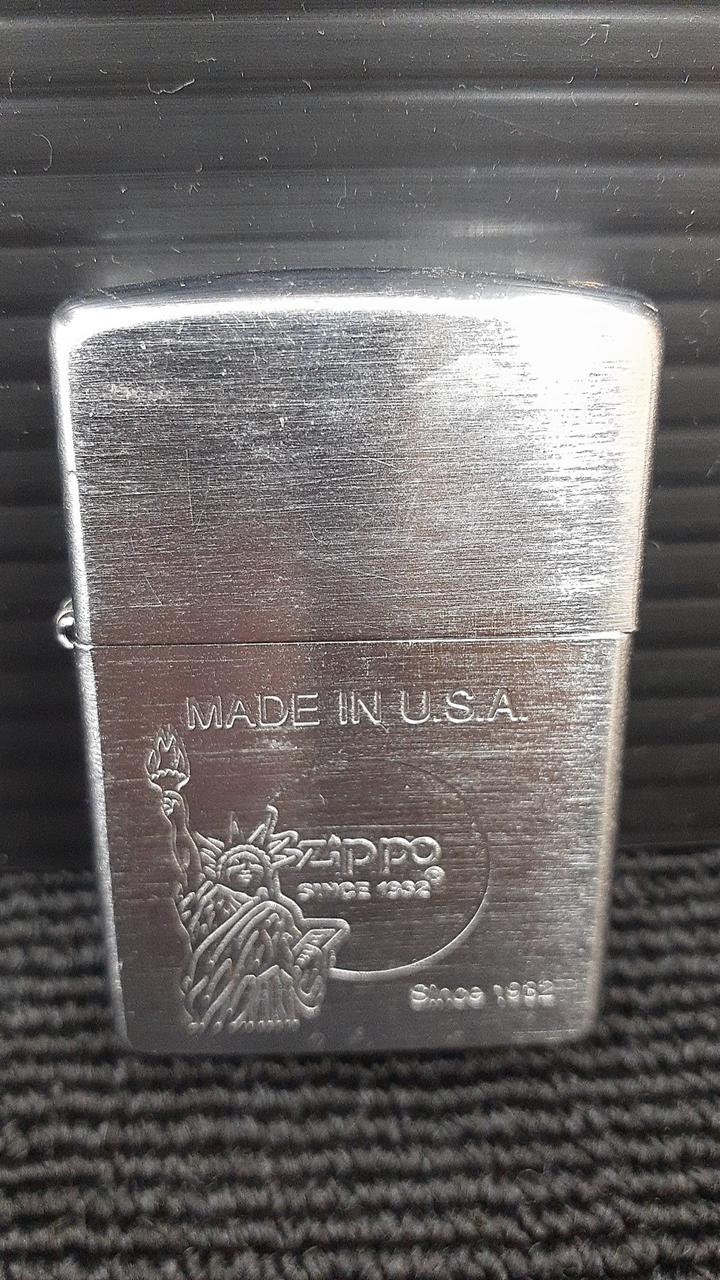 MADE IN U.S.A.
Zippo
SINCE 1932®
Since 1932